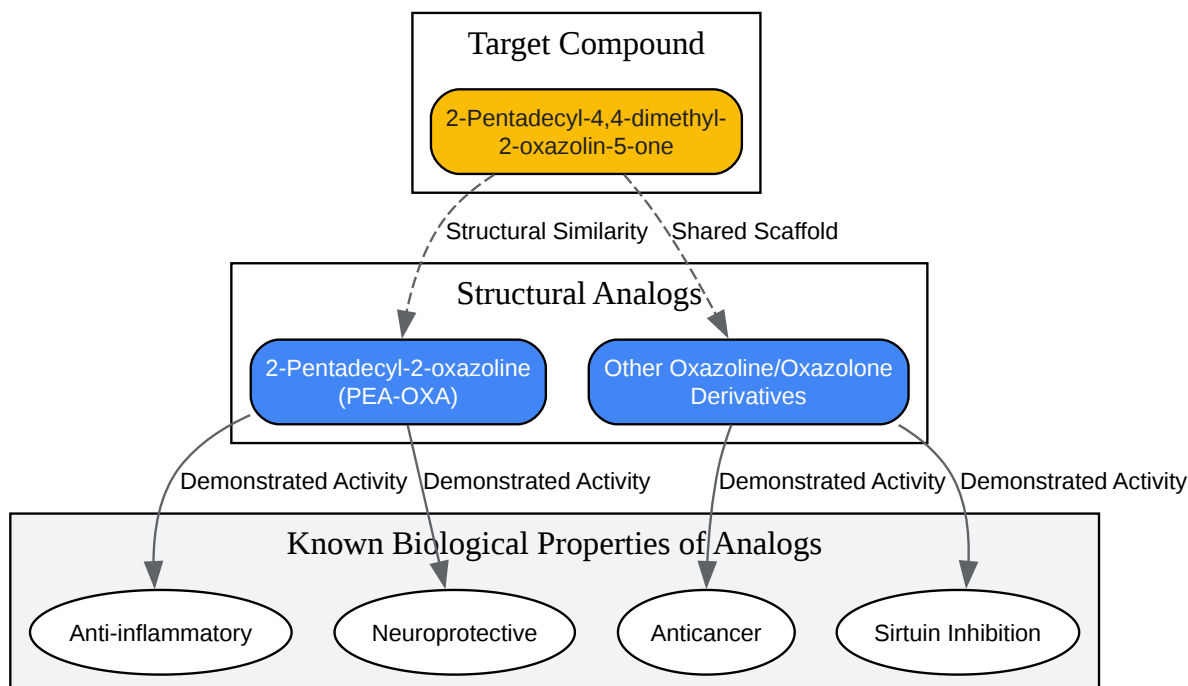 Target Compound
2-Pentadecyl-4,4-dimethyl-
2-oxazolin-5-one
Structural Similarity
Shared Scaffold
Structural Analogs
2-Pentadecyl-2-oxazoline
(PEA-OXA)
Other Oxazoline/Oxazolone
Derivatives
Demonstrated Activity
Demonstrated Activity
Demonstrated Activity
Demonstrated Activity
Known Biological Properties of Analogs
Anti-inflammatory
Neuroprotective
Anticancer
Sirtuin Inhibition